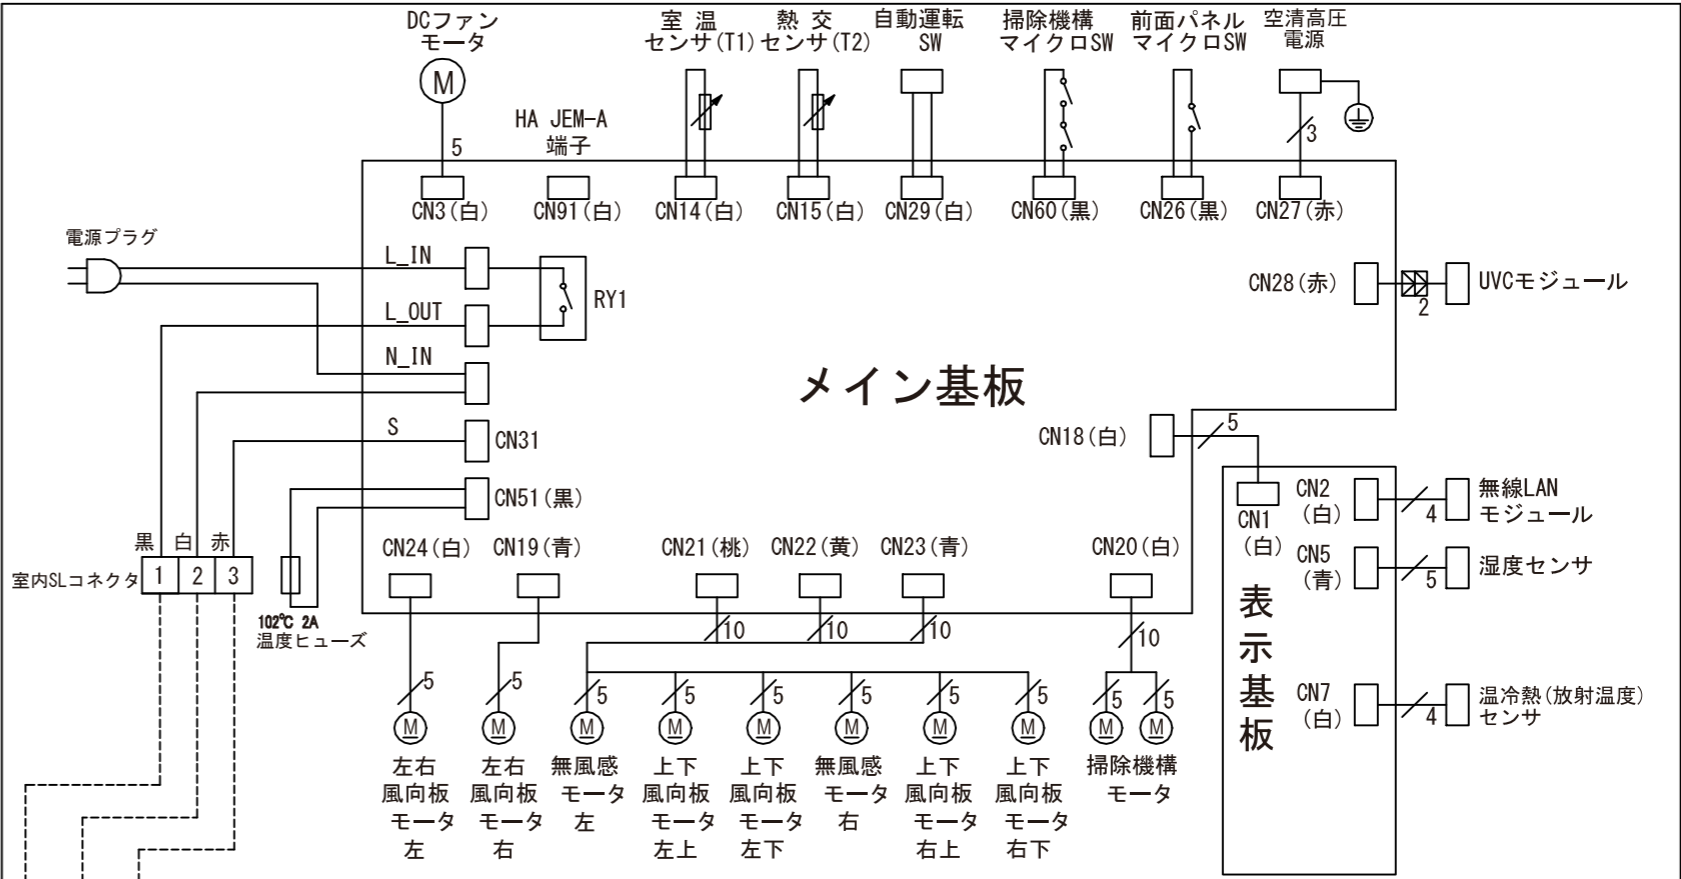 DCファン
モータ
室 温
センサ(T1)
熱 交
センサ(T2)
自動運転
SW
掃除機構
マイクロSW
前面パネル
マイクロSW
空清高圧
電源
M
HA JEM-A
端子
5
3
CN3(白)
CN91(白)
CN14(白)
CN15(白)
CN29(白)
CN60(黒)
CN26(黒)
CN27(赤)
電源プラグ
L_IN
RY1
L_OUT
N_IN
CN28(赤)
2
UVCモジュール
メイン基板
S
CN31
CN18(白)
5
CN51(黒)
CN1
(白)
CN2
(白)
4
無線LAN
モジュール
CN5
(青)
5
湿度センサ
表示基板
CN7
(白)
4
温冷熱(放射温度)
センサ
黒 白 赤
室内SLコネクタ
1 2 3
102℃ 2A
温度ヒューズ
CN24(白)
CN19(青)
CN21(桃)
CN22(黄)
CN23(青)
CN20(白)
10
10
10
10
5
5
5
5
5
5
5
5
5
5
M
M
M
M
M
M
M
M
M
M
左右
風向板
モータ
左
左右
風向板
モータ
右
無風感
モータ
左
上下
風向板
モータ
左上
上下
風向板
モータ
左下
無風感
モータ
右
上下
風向板
モータ
右上
上下
風向板
モータ
右下
掃除機構
モータ